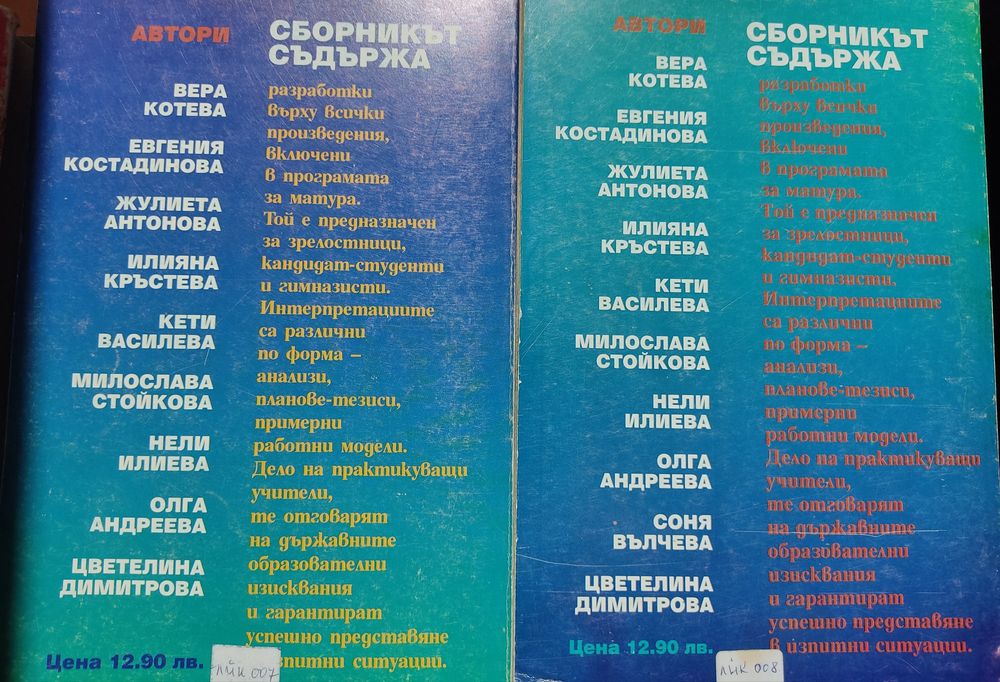 АВТОРИ
ВЕРА
КОТЕВА
ЕВГЕНИЯ
КОСТАДИНОВА
ЖУЛИЕТА
АНТОНОВА
ИЛИЯНА
КРЪСТЕВА
КЕТИ
ВАСИЛЕВА
МИЛОСЛАВА
СТОЙКОВА
НЕЛИ
ИЛИЕВА
ОЛГА
АНДРЕЕВА
ЦВЕТЕЛИНА
ДИМИТРОВА
Цена 12.90 лв.
СБОРНИКЪТ
СЪДЪРЖА
разработки
върху всички
произведения,
включени
в програмата
за матура.
Той е предназначен
за зрелостници,
кандидат-студенти
и гимназисти.
Интерпретациите
са различни
по форма –
анализи,
планове-тезиси,
примерни
работни модели.
Дело на практикуващи
учители,
те отговарят
на държавните
образователни
изисквания
и гарантират
успешно представяне
изпитни ситуации.
ЛИК 007
АВТОРИ
ВЕРА
КОТЕВА
ЕВГЕНИЯ
КОСТАДИНОВА
ЖУЛИЕТА
АНТОНОВА
ИЛИЯНА
КРЪСТЕВА
КЕТИ
ВАСИЛЕВА
МИЛОСЛАВА
СТОЙКОВА
НЕЛИ
ИЛИЕВА
ОЛГА
АНДРЕЕВА
СОНЯ
ВЪЛЧЕВА
ЦВЕТЕЛИНА
ДИМИТРОВА
Цена 12.90 лв.
СБОРНИКЪТ
СЪДЪРЖА
разработки
върху всички
произведения,
включени
в програмата
за матура.
Той е предназначен
за зрелостници,
кандидат-студенти
и гимназисти.
Интерпретациите
са различни
по форма –
анализи,
планове-тезиси,
примерни
работни модели.
Дело на практикуващи
учители,
те отговарят
на държавните
образователни
изисквания
и гарантират
успешно представяне
в изпитни ситуации.
ЛИК 008